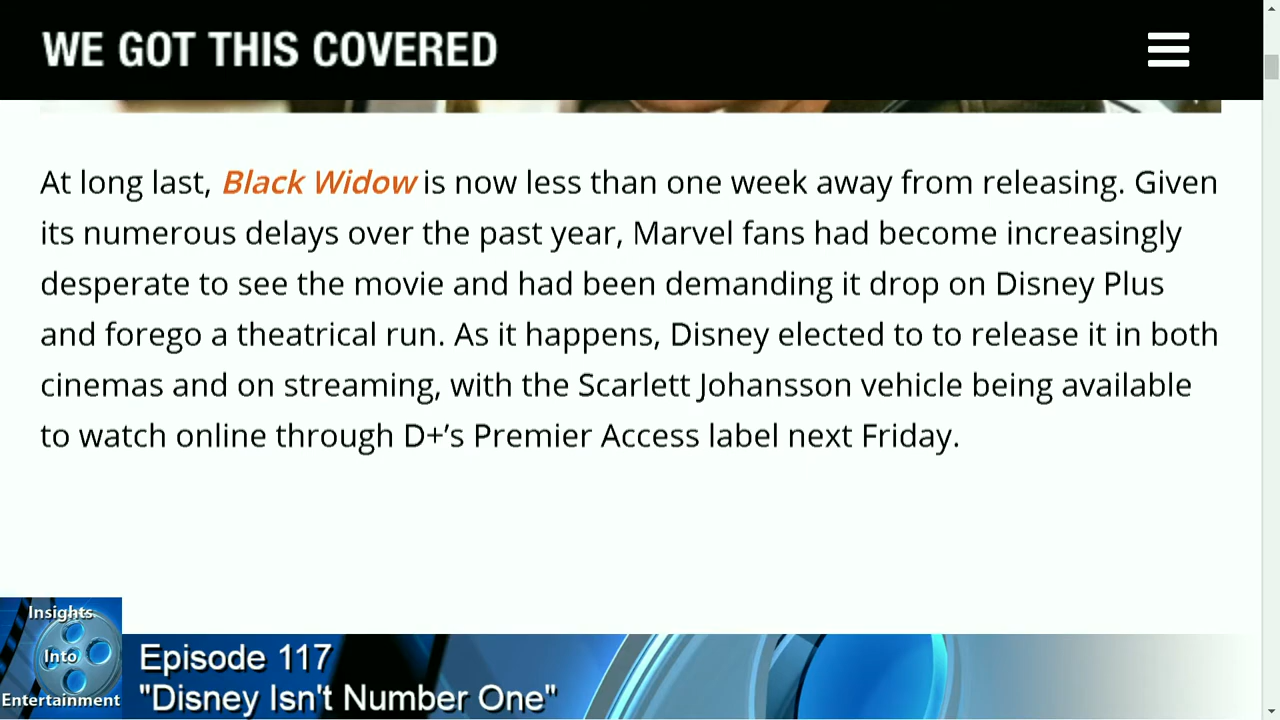 WE GOT THIS COVERED
At long last, Black Widow is now less than one week away from releasing. Given
its numerous delays over the past year, Marvel fans had become increasingly
desperate to see the movie and had been demanding it drop on Disney Plus
and forego a theatrical run. As it happens, Disney elected to to release it in both
cinemas and on streaming, with the Scarlett Johansson vehicle being available
to watch online through D+’s Premier Access label next Friday.
Insights
Into
Entertainment
Episode 117
"Disney Isn't Number One"